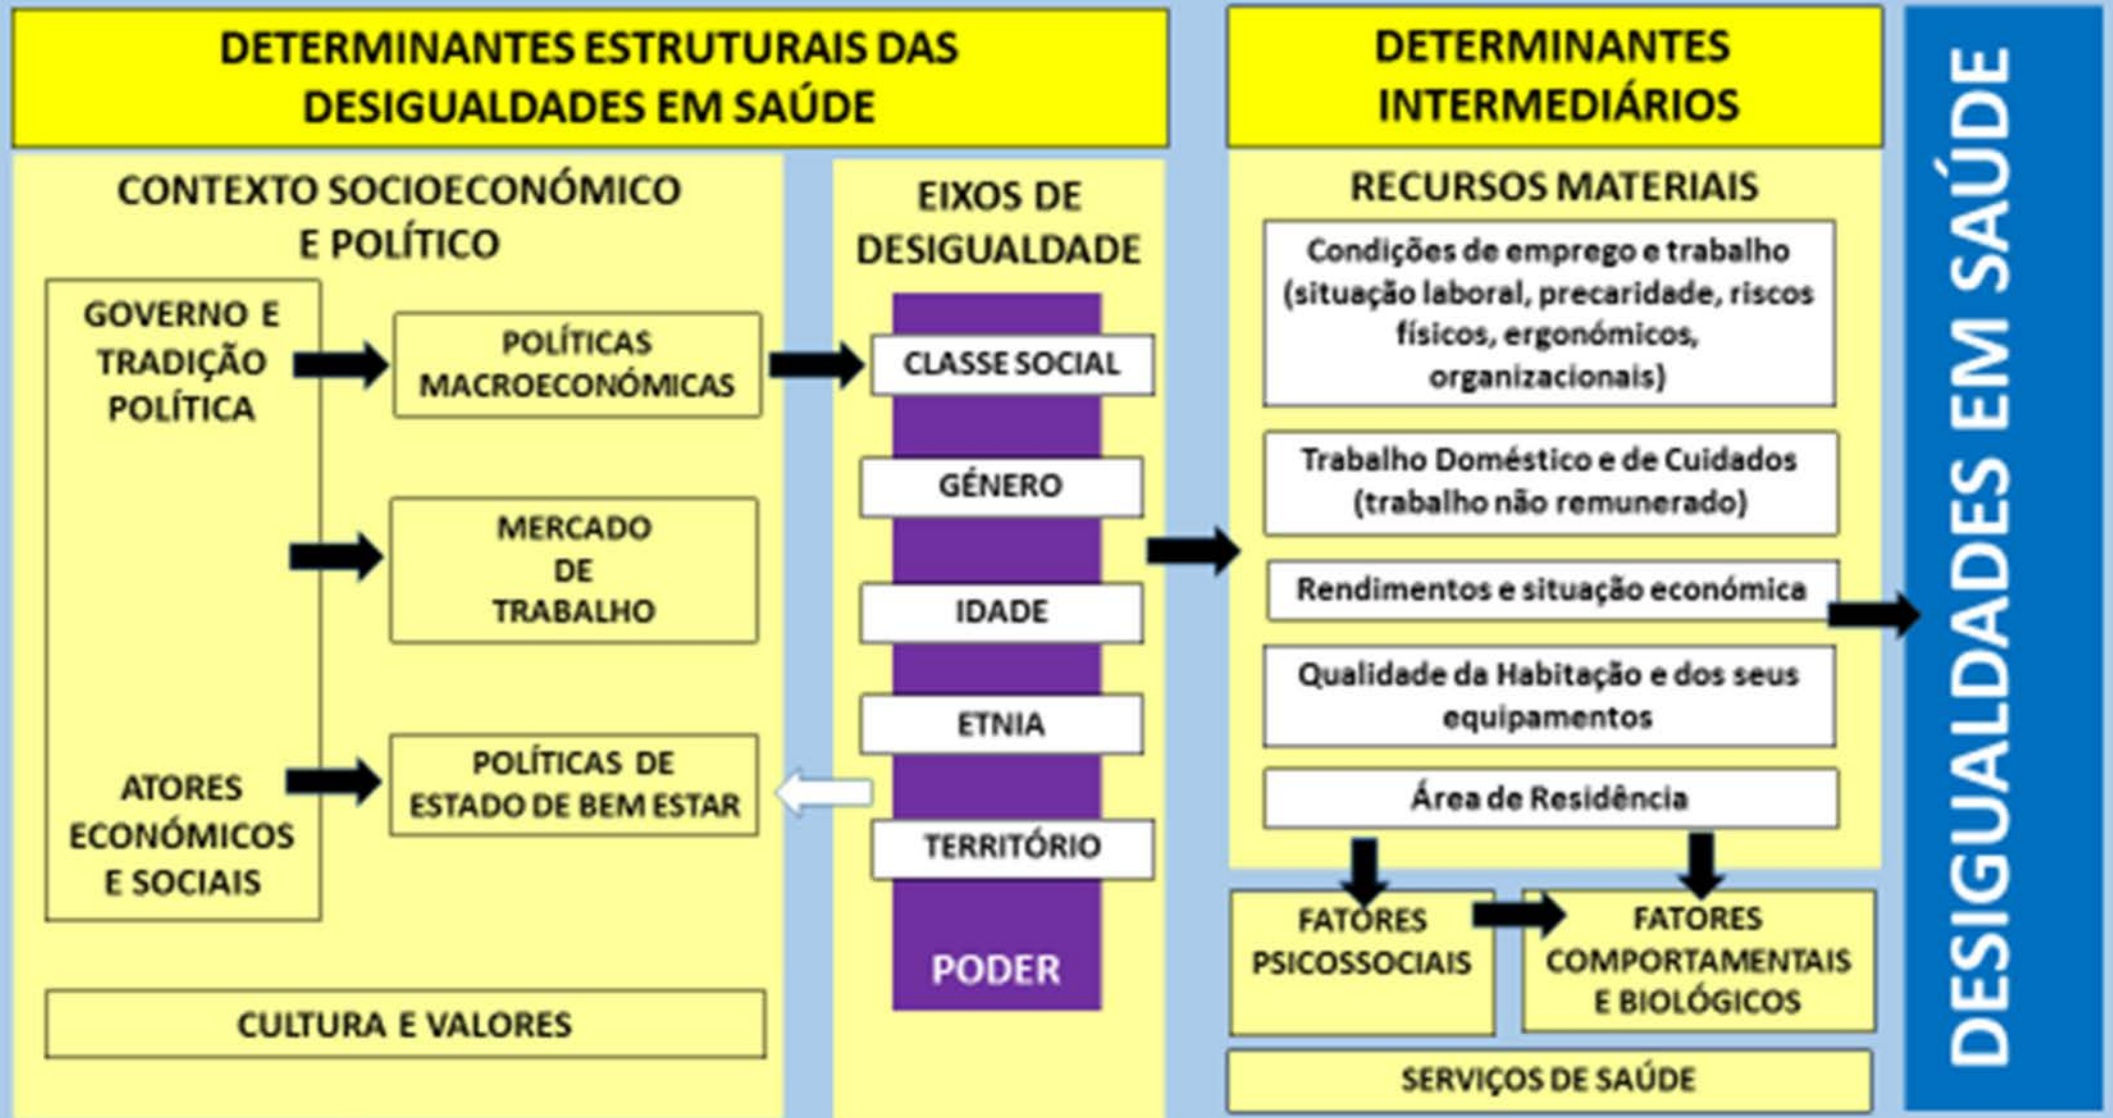 DETERMINANTES ESTRUTURAIS DAS
DESIGUALDADES EM SAÚDE
CONTEXTO SOCIOECONÓMICO
E POLÍTICO
GOVERNO E
TRADIÇÃO
POLÍTICA
ATORES
ECONÓMICOS
E SOCIAIS
POLÍTICAS
MACROECONÓMICAS
MERCADO
DE
TRABALHO
POLÍTICAS DE
ESTADO DE BEM ESTAR
CULTURA E VALORES
EIXOS DE
DESIGUALDADE
CLASSE SOCIAL
GÉNERO
IDADE
ETNIA
TERRITÓRIO
PODER
DETERMINANTES
INTERMEDIÁRIOS
RECURSOS MATERIAIS
Condições de emprego e trabalho
(situação laboral, precaridade, riscos
físicos, ergonómicos,
organizacionais)
Trabalho Doméstico e de Cuidados
(trabalho não remunerado)
Rendimentos e situação económica
Qualidade da Habitação e dos seus
equipamentos
Área de Residência
FATORES
PSICOSSOCIAIS
FATORES
COMPORTAMENTAIS
E BIOLÓGICOS
SERVIÇOS DE SAÚDE
DESIGUALDADES EM SAÚDE